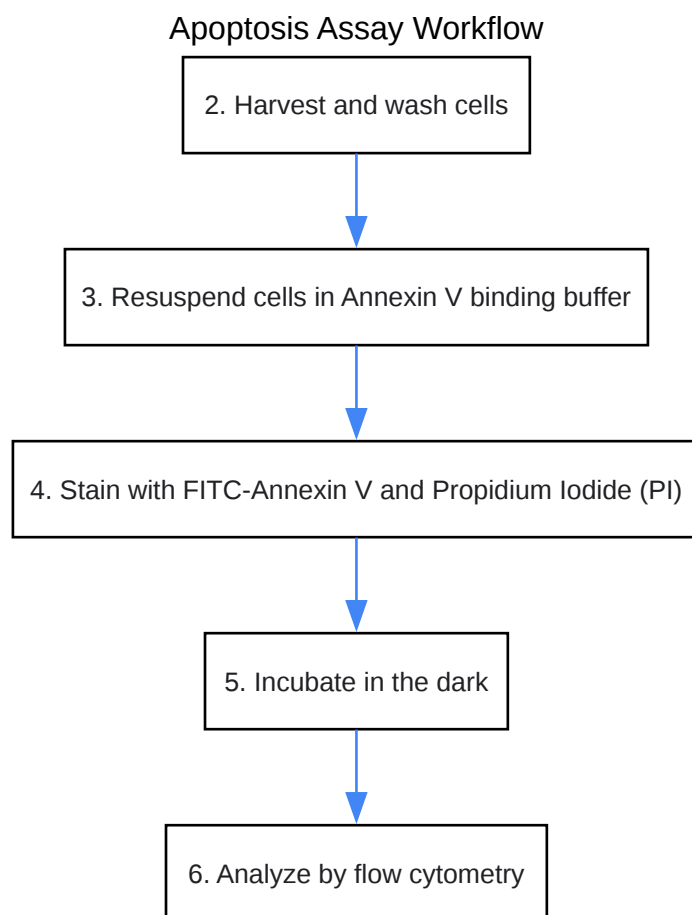 Apoptosis Assay Workflow
2. Harvest and wash cells
3. Resuspend cells in Annexin V binding buffer
4. Stain with FITC-Annexin V and Propidium Iodide (PI)
5. Incubate in the dark
6. Analyze by flow cytometry